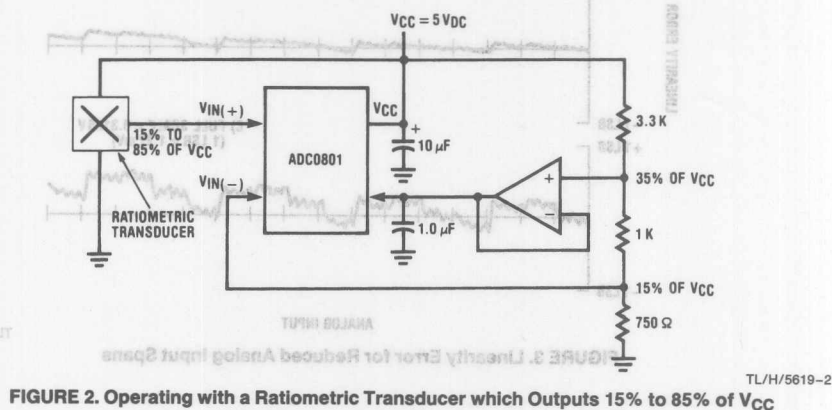 VCC = 5 VDC
LINEARITY ERROR
VIN(+)
VCC
3.3 K
15% TO
85% OF VCC
ADC0801
+
10 µF
+
35% OF VCC
VIN(−)
−
RATIOMETRIC
TRANSDUCER
1.0 µF
1 K
15% OF VCC
ANALOG INPUT
750 Ω
FIGURE 3. Linearity Error for Reduced Analog Input Spans
TL/H/5619–2
FIGURE 2. Operating with a Ratiometric Transducer which Outputs 15% to 85% of VCC